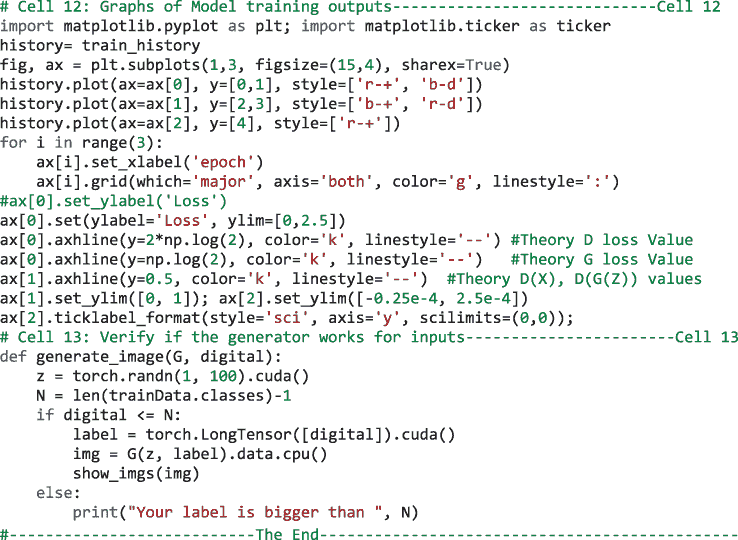 # Cell 12: Graphs of Model training outputs-----------------------------Cell 12
import matplotlib.pyplot as plt; import matplotlib.ticker as ticker
history= train_history
fig, ax = plt.subplots(1,3, figsize=(15,4), sharex=True)
history.plot(ax=ax[0], y=[0,1], style=['r-+', 'b-d'])
history.plot(ax=ax[1], y=[2,3], style=['b-+', 'r-d'])
history.plot(ax=ax[2], y=[4], style=['r-+'])
for i in range(3):
    ax[i].set_xlabel('epoch')
    ax[i].grid(which='major', axis='both', color='g', linestyle=':')
#ax[0].set_ylabel('Loss')
ax[0].set(ylabel='Loss', ylim=[0,2.5])
ax[0].axhline(y=2*np.log(2), color='k', linestyle='--') #Theory D loss Value
ax[0].axhline(y=np.log(2), color='k', linestyle='--')   #Theory G loss Value
ax[1].axhline(y=0.5, color='k', linestyle='--')  #Theory D(X), D(G(Z)) values
ax[1].set_ylim([0, 1]); ax[2].set_ylim([-0.25e-4, 2.5e-4])
ax[2].ticklabel_format(style='sci', axis='y', scilimits=(0,0));
# Cell 13: Verify if the generator works for inputs-----------------------Cell 13
def generate_image(G, digital):
    z = torch.randn(1, 100).cuda()
    N = len(trainData.classes)-1
    if digital <= N:
        label = torch.LongTensor([digital]).cuda()
        img = G(z, label).data.cpu()
        show_imgs(img)
    else:
        print("Your label is bigger than ", N)
#---------------------------The End----------------------------------------------